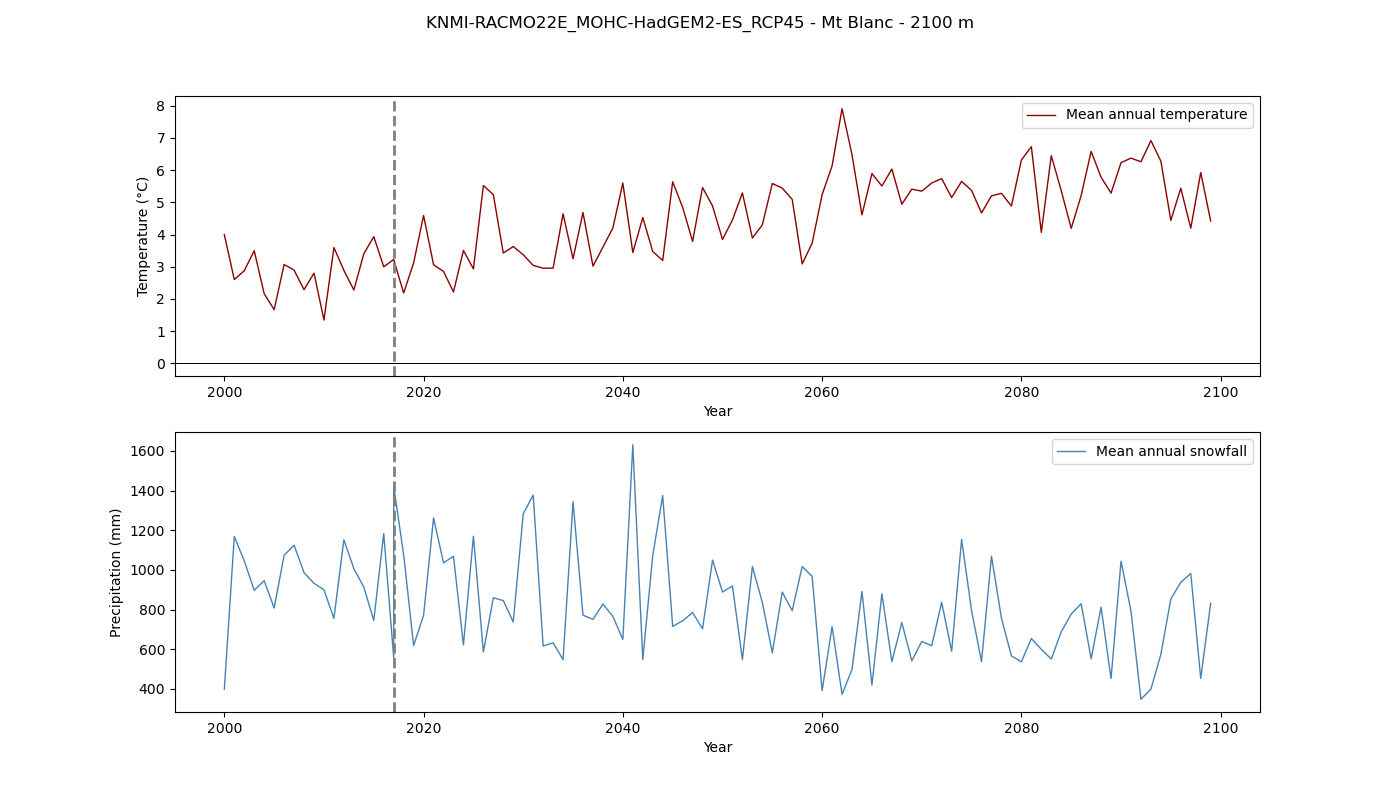 KNMI-RACMO22E_MOHC-HadGEM2-ES_RCP45 - Mt Blanc - 2100 m
Mean annual temperature
Temperature (°C)
8
7
6
5
4
3
2
1
0
2000 2020 2040 2060 2080 2100
Year
Mean annual snowfall
Precipitation (mm)
1600
1400
1200
1000
800
600
400
2000 2020 2040 2060 2080 2100
Year